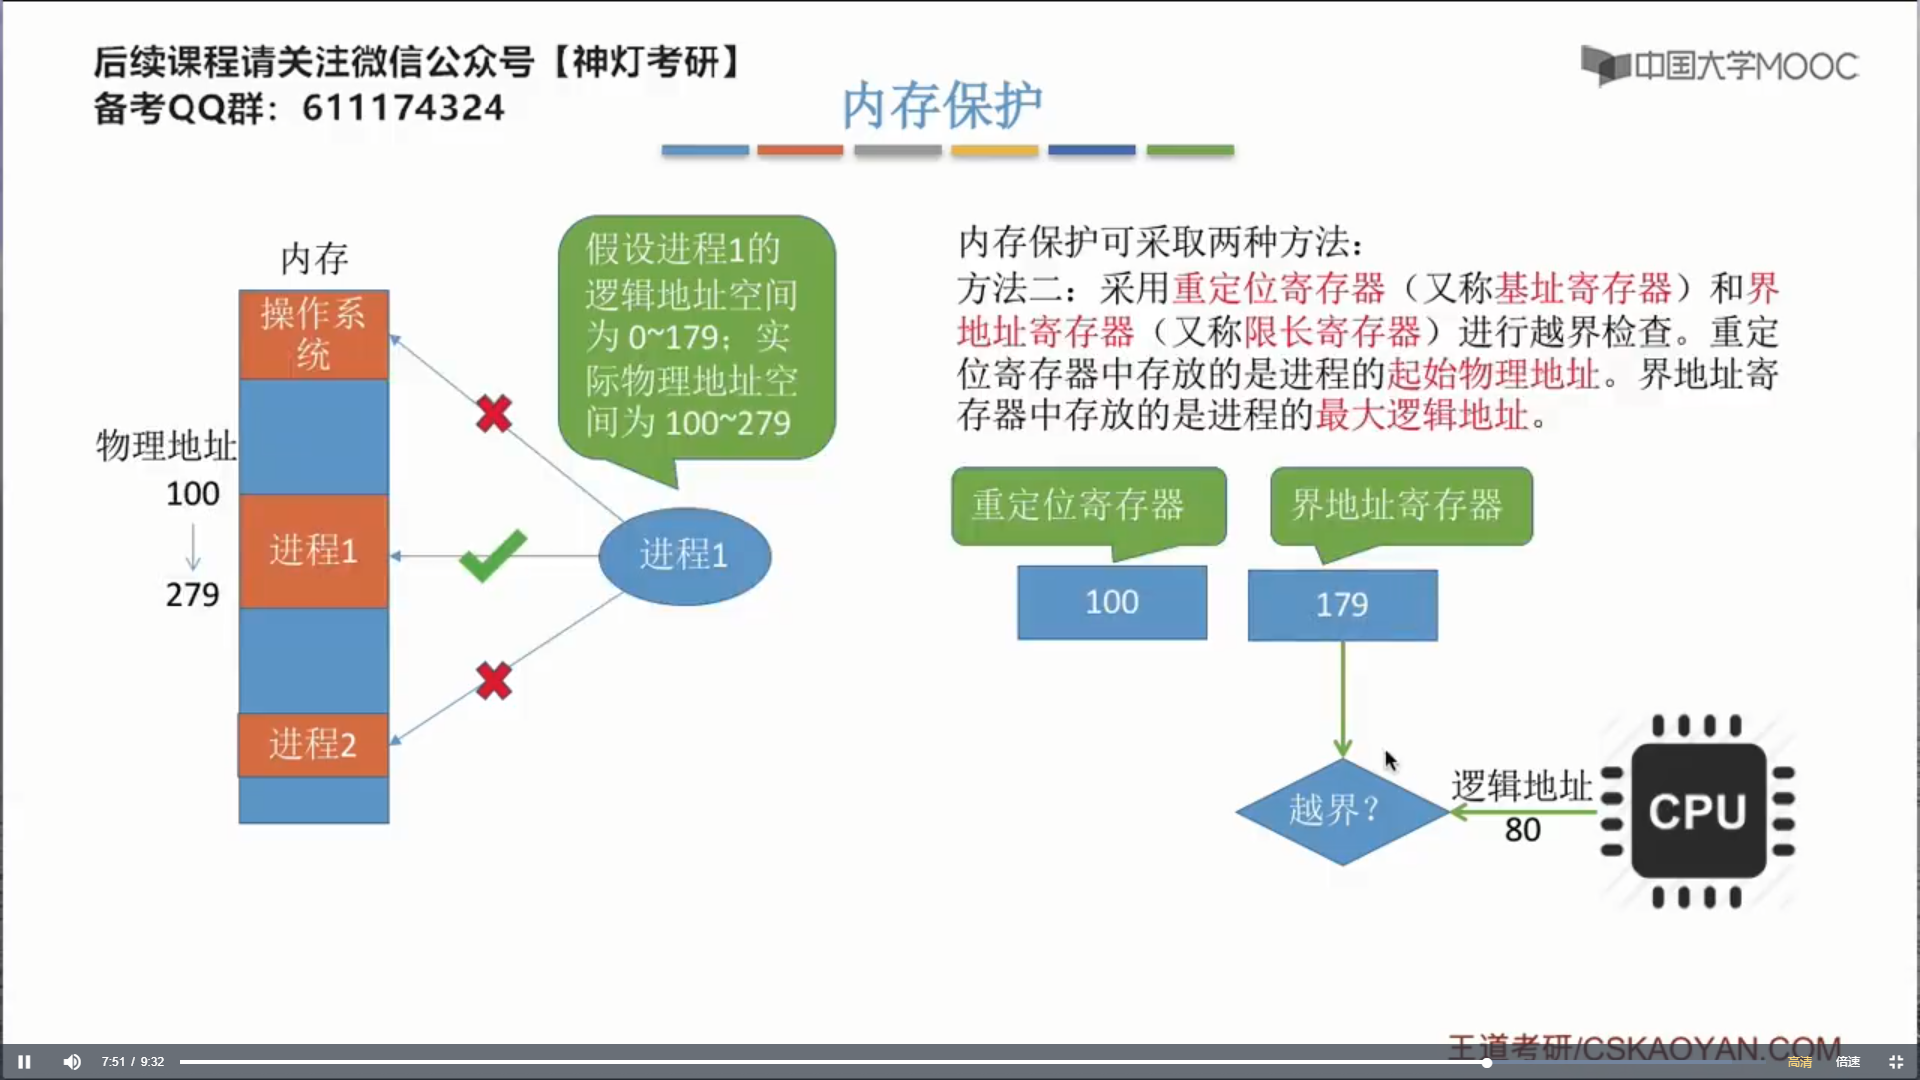 后续课程请关注微信公众号【神灯考研】
备考QQ群：611174324
中国大学MOOC
内存保护
内存
操作系
统
物理地址
100
279
进程1
进程2
假设进程1的
逻辑地址空间
为 0~179；实
际物理地址空
间为 100~279
进程1
内存保护可采取两种方法：
方法二：采用重定位寄存器（又称基址寄存器）和界
地址寄存器（又称限长寄存器）进行越界检查。重定
位寄存器中存放的是进程的起始物理地址。界地址寄
存器中存放的是进程的最大逻辑地址。
重定位寄存器
界地址寄存器
100
179
越界？
逻辑地址
80
CPU
王道考研/CSKAOYAN.COM
7:51 / 9:32
高清
倍速